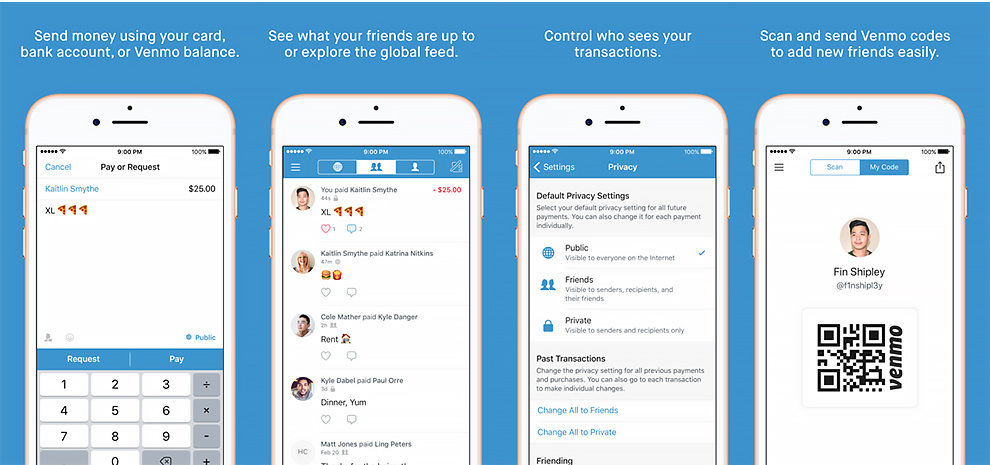 Send money using your card,
bank account, or Venmo balance.
9:00 PM
100%
Cancel
Pay or Request
Kaitlin Smythe
$25.00
XL 🍕🍕🍕
Public
Request
Pay
1
2
3
÷
4
5
6
×
7
8
9
-
0
+
See what your friends are up to
or explore the global feed.
9:00 PM
100%
You paid Kaitlin Smythe
- $25.00
44s
XL 🍕🍕🍕
1
2
Kaitlin Smythe paid Katrina Nitkins
47m
🍔🍟
Cole Mather paid Kyle Danger
2h
Rent 🏠
Kyle Dabel paid Paul Orre
3d
Dinner, Yum
HC
Matt Jones paid Ling Peters
Feb 20
Control who sees your
transactions.
9:00 PM
100%
Settings
Privacy
Default Privacy Settings
Select your default privacy setting for all future
payments. You can also change it for each payment
individually.
Public
Visible to everyone on the Internet
Friends
Visible to senders, recipients, and
their friends
Private
Visible to senders and recipients only
Past Transactions
Change the privacy setting for all previous payments
and purchases. You can also go to each transaction
to make individual changes.
Change All to Friends
Change All to Private
Friending
Scan and send Venmo codes
to add new friends easily.
9:00 PM
100%
Scan
My Code
Fin Shipley
@f1nshipl3y
venmo